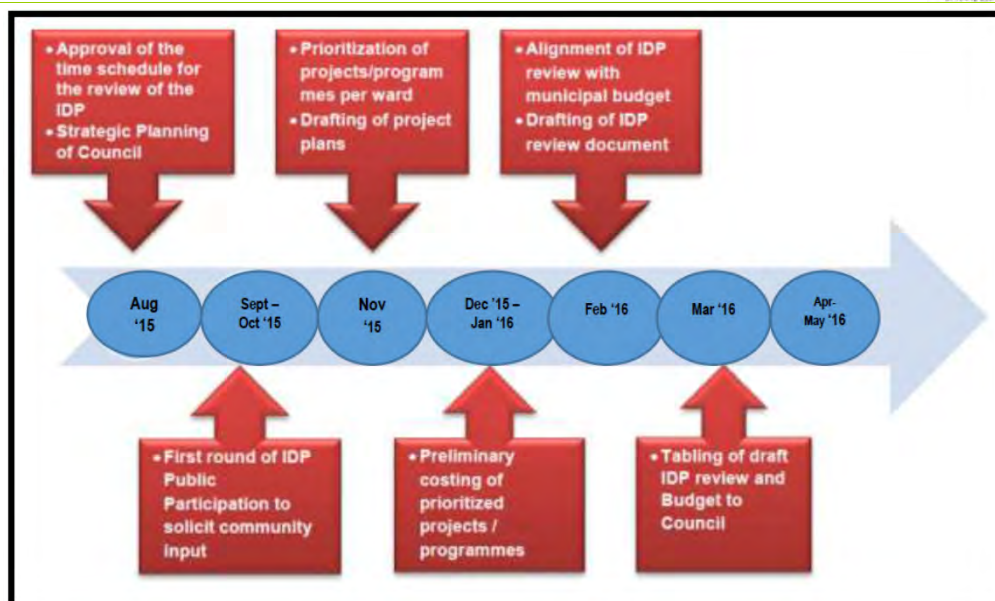 • Approval of the
time schedule for
the review of the
IDP
• Strategic Planning
of Council
• Prioritization of
projects/program
mes per ward
• Drafting of project
plans
• Alignment of IDP
review with
municipal budget
• Drafting of IDP
review document
Aug
‘15
Sept –
Oct ‘15
Nov
‘15
Dec ’15 –
Jan ‘16
Feb ‘16
Mar ‘16
Apr-
May ‘16
• First round of IDP
Public
Participation to
solicit community
input
• Preliminary
costing of
prioritized
projects /
programmes
• Tabling of draft
IDP review and
Budget to
Council